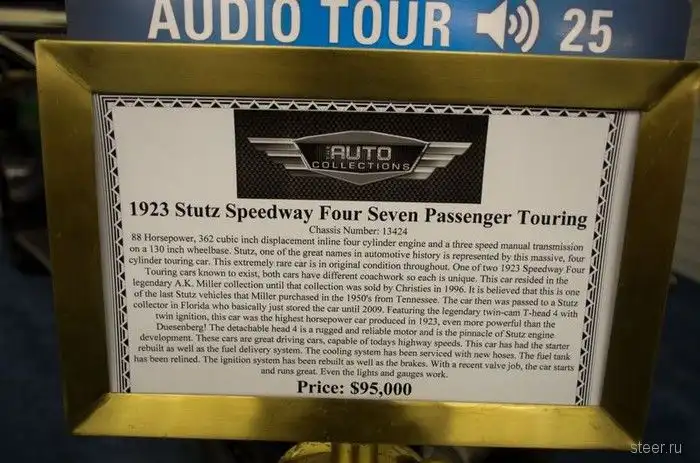 AUDIO TOUR 25
THE AUTO
COLLECTIONS
1923 Stutz Speedway Four Seven Passenger Touring
Chassis Number: 13424
88 Horsepower, 362 cubic inch displacement inline four cylinder engine and a three speed manual transmission
on a 130 inch wheelbase. Stutz, one of the great names in automotive history is represented by this massive, four
cylinder touring car. This extremely rare car is in original condition throughout. One of two 1923 Speedway Four
Touring cars known to exist, both cars have different coachwork so each is unique. This car resided in the
legendary A.K. Miller collection until that collection was sold by Christies in 1996. It is believed that this is one
of the last Stutz vehicles that Miller purchased in the 1950's from Tennessee. The car then was passed to a Stutz
collector in Florida who basically just stored the car until 2009. Featuring the legendary twin-cam T-head 4 with
twin ignition, this car was the highest horsepower car produced in 1923, even more powerful than the
Duesenberg! The detachable head 4 is a rugged and reliable motor and is the pinnacle of Stutz engine
development. These cars are great driving cars, capable of todays highway speeds. This car has had the starter
rebuilt as well as the fuel delivery system. The cooling system has been serviced with new hoses. The fuel tank
has been relined. The ignition system has been rebuilt as well as the brakes. With a recent valve job, the car starts
and runs great. Even the lights and gauges work.
Price: $95,000
steer.ru